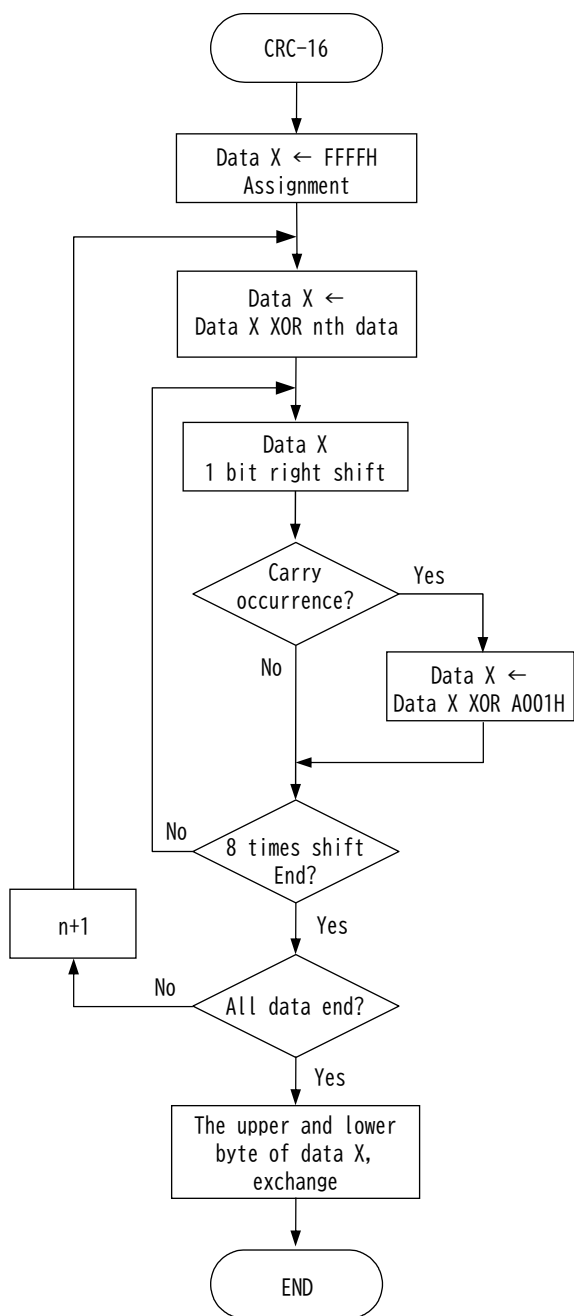 CRC-16
Data X ← FFFFH
Assignment
Data X ←
Data X XOR nth data
Data X
1 bit right shift
Carry
occurrence?
Yes
No
Data X ←
Data X XOR A001H
No
8 times shift
End?
Yes
n+1
No
All data end?
Yes
The upper and lower
byte of data X,
exchange
END